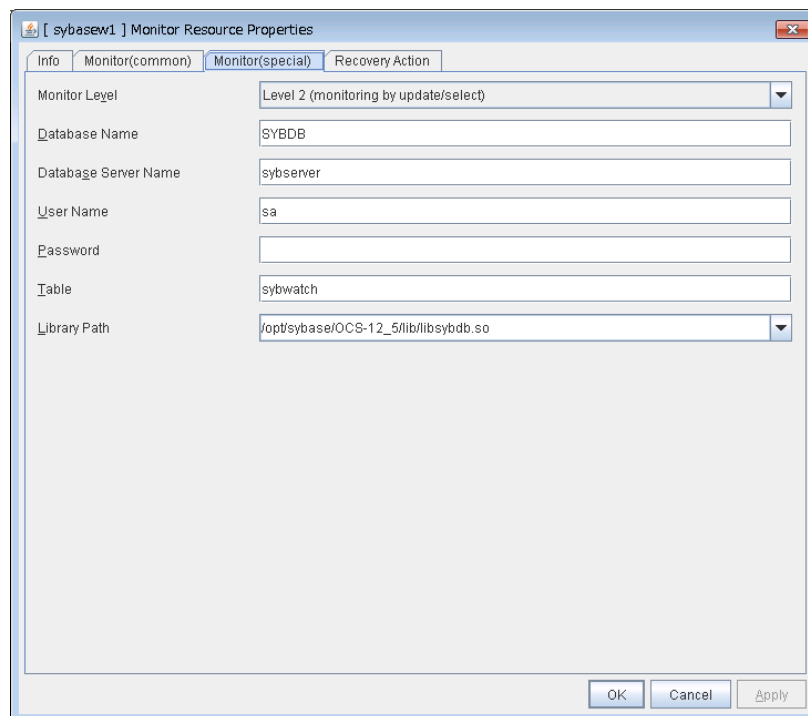 [ sybasew1 ] Monitor Resource Properties
Info Monitor(common) Monitor(special) Recovery Action
Monitor Level Level 2 (monitoring by update/select)
Database Name SYBDB
Database Server Name sybserver
User Name sa
Password
Table sybwatch
Library Path /opt/sybase/OCS-12_5/lib/libsybdb.so
OK Cancel Apply